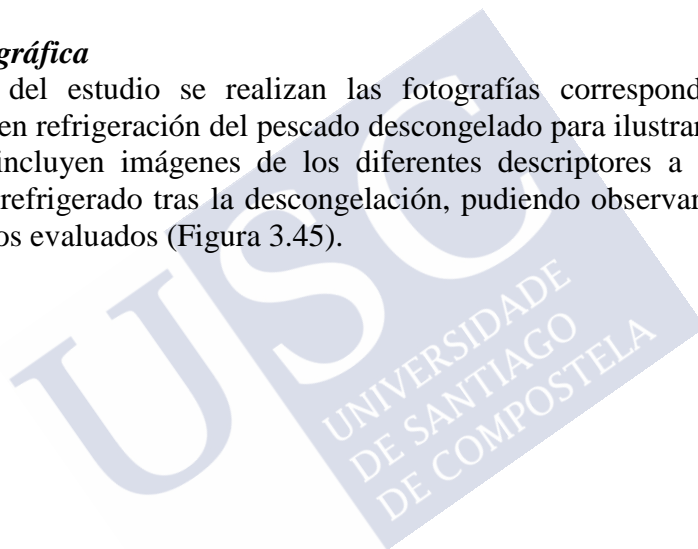 gráfica
del estudio se realizan las fotografías correspond
en refrigeración del pescado descongelado para ilustrar
incluyen imágenes de los diferentes descriptores a
refrigerado tras la descongelación, pudiendo observar
os evaluados (Figura 3.45).
USC
UNIVERSIDADE
DE SANTIAGO
DE COMPOSTELA